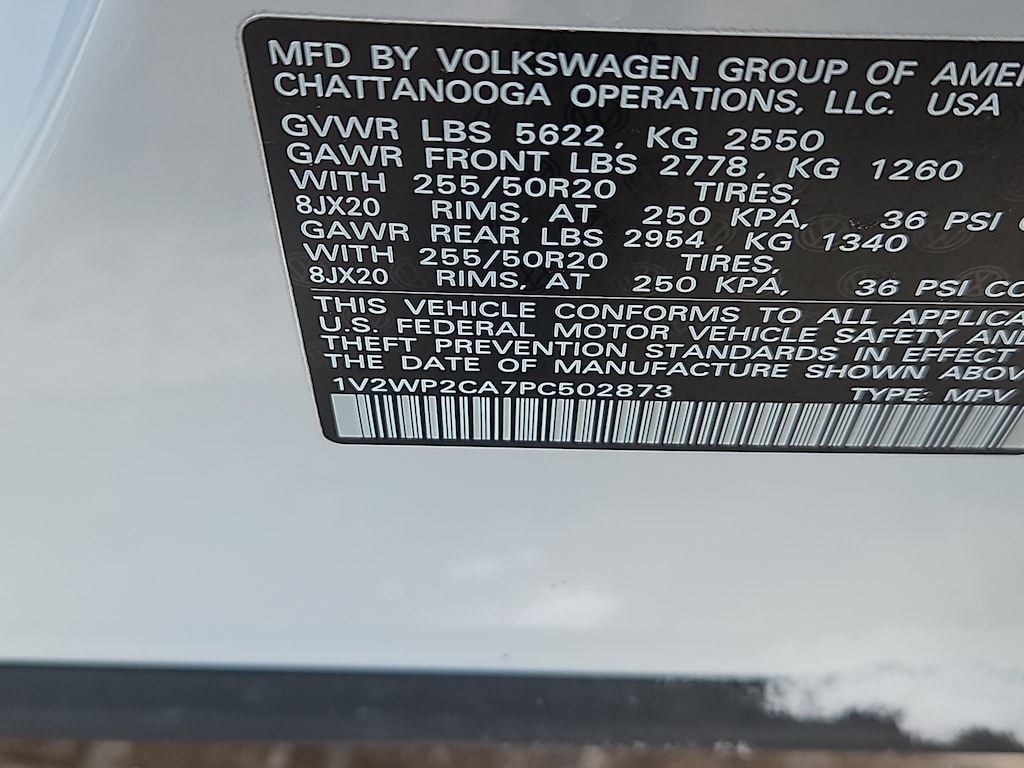 MFD BY VOLKSWAGEN GROUP OF AMER
CHATTANOOGA OPERATIONS, LLC. USA
GVWR LBS 5622, KG 2550
GAWR FRONT LBS 2778, KG 1260
WITH 255/50R20 TIRES,
8JX20 RIMS, AT 250 KPA, 36 PSI
GAWR REAR LBS 2954, KG 1340
WITH 255/50R20 TIRES,
8JX20 RIMS, AT 250 KPA, 36 PSI CO
THIS VEHICLE CONFORMS TO ALL APPLICA
U.S. FEDERAL MOTOR VEHICLE SAFETY AND
THEFT PREVENTION STANDARDS IN EFFECT
THE DATE OF MANUFACTURE SHOWN ABOV
1V2WP2CA7PC502873 TYPE: MPV